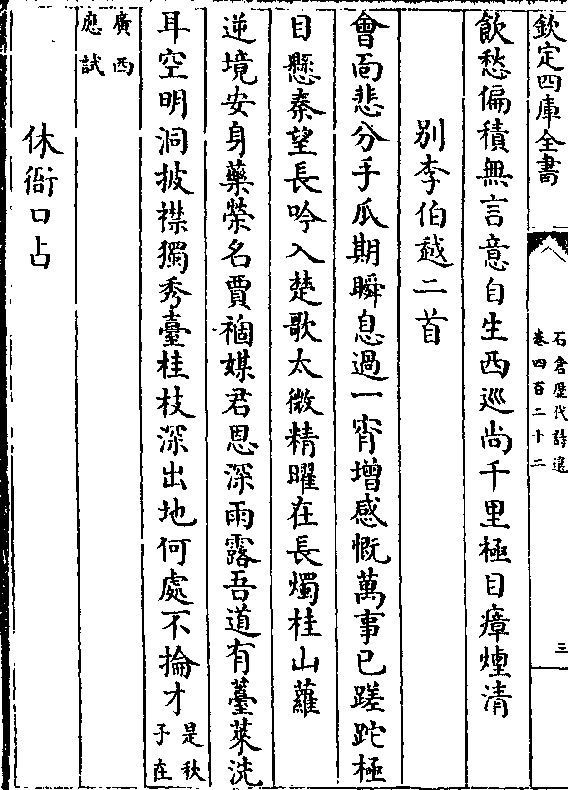 欽定四庫全書
石倉歷代詩選
卷四百二十二
三
飲愁偏積無言意自生西巡尚千里極目瘴煙清
别李伯越二首
會面悲分手瓜期瞬息過一宵增感慨萬事已蹉跎極
目懸秦望長吟入楚歌太微精曜在長燭桂山蘿
逆境安身藥榮名賈禍媒君恩深雨露吾道有臺萊洗
耳空明洞披襟獨秀臺桂枝深出地何處不掄才是秋
予在
廣西
應試
休衙口占